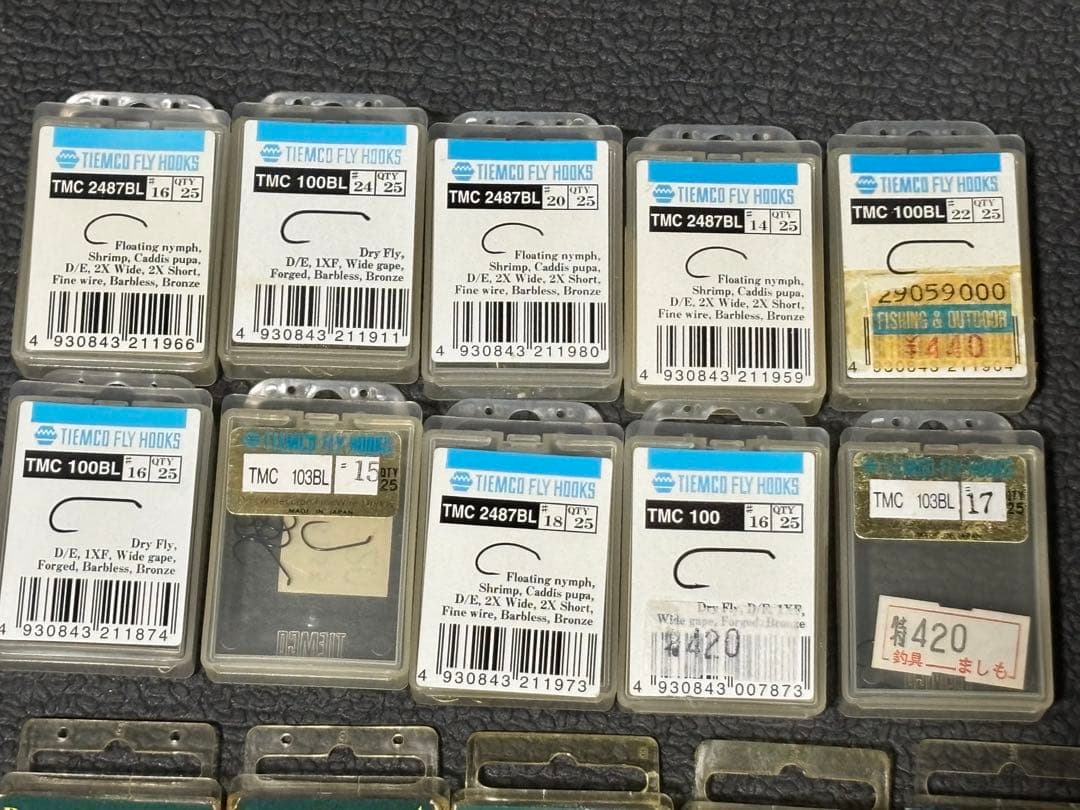 TIEMCO FLY HOOKS
TMC 2487BL # 16 QTY 25
Floating nymph,
Shrimp, Caddis pupa,
D/E, 2X Wide, 2X Short,
Fine wire, Barbless, Bronze
4 930843 211966
TIEMCO FLY HOOKS
TMC 100BL # 24 QTY 25
Dry Fly,
D/E, 1XF, Wide gape,
Forged, Barbless, Bronze
4 930843 211911
TIEMCO FLY HOOKS
TMC 2487BL # 20 QTY 25
Floating nymph,
Shrimp, Caddis pupa,
D/E, 2X Wide, 2X Short,
Fine wire, Barbless, Bronze
4 930843 211980
TIEMCO FLY HOOKS
TMC 2487BL # 14 QTY 25
Floating nymph,
Shrimp, Caddis pupa,
D/E, 2X Wide, 2X Short,
Fine wire, Barbless, Bronze
4 930843 211959
TIEMCO FLY HOOKS
TMC 100BL # 22 QTY 25
29059000
FISHING & OUTDOOR
¥440
TIEMCO FLY HOOKS
TMC 100BL # 16 QTY 25
Dry Fly,
D/E, 1XF, Wide gape,
Forged, Barbless, Bronze
4 930843 211874
TIEMCO FLY HOOKS
TMC 103BL # 15 QTY 25
MADE IN JAPAN
TIEMCO
TIEMCO FLY HOOKS
TMC 2487BL # 18 QTY 25
Floating nymph,
Shrimp, Caddis pupa,
D/E, 2X Wide, 2X Short,
Fine wire, Barbless, Bronze
4 930843 211973
TIEMCO FLY HOOKS
TMC 100 # 16 QTY 25
Dry Fly, D/E, 1XF,
Wide gape, Forged, Bronze
¥420
4 930843 007873
TIEMCO FLY HOOKS
TMC 103BL # 17 QTY 25
MADE IN JAPAN
特420
釣具 ましも